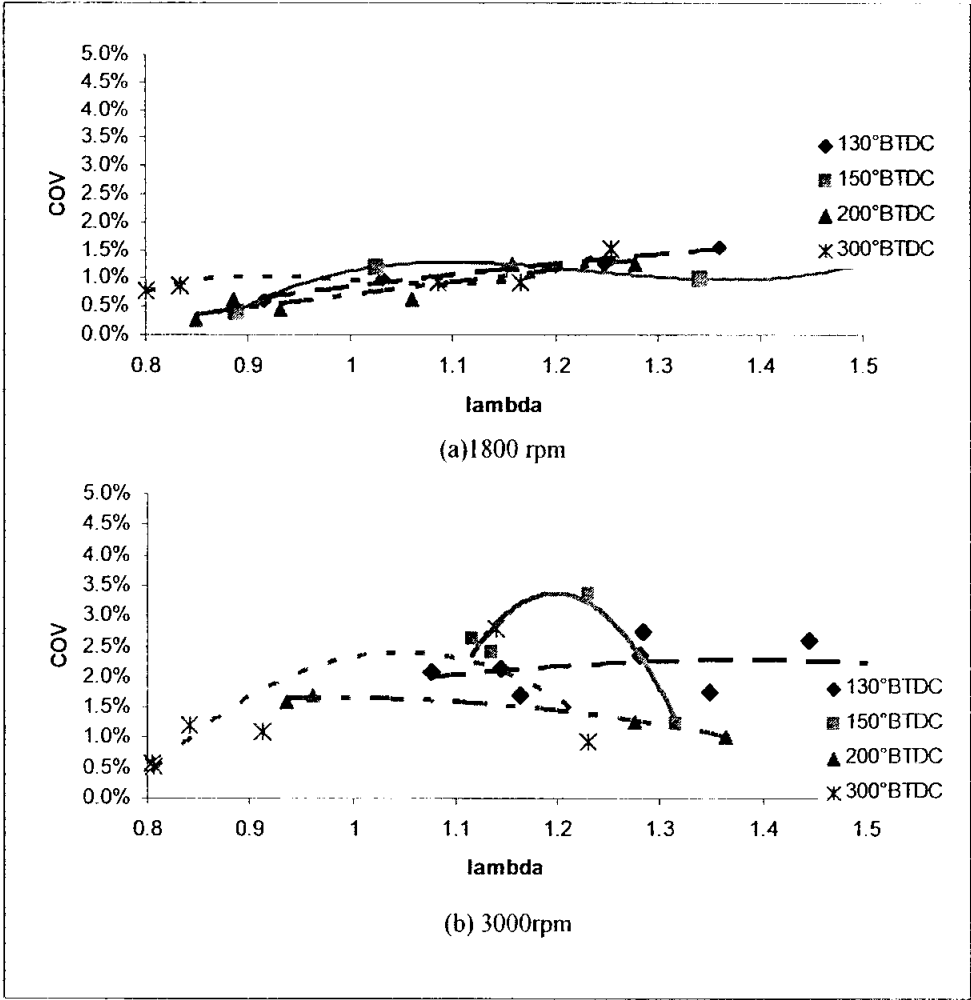 5.0%
4.5%
4.0%
3.5%
3.0%
2.5%
2.0%
1.5%
1.0%
0.5%
0.0%
COV
130°BTDC
150°BTDC
200°BTDC
300°BTDC
0.8 0.9 1 1.1 1.2 1.3 1.4 1.5
lambda
(a)1800 rpm
5.0%
4.5%
4.0%
3.5%
3.0%
2.5%
2.0%
1.5%
1.0%
0.5%
0.0%
COV
130°BTDC
150°BTDC
200°BTDC
300°BTDC
0.8 0.9 1 1.1 1.2 1.3 1.4 1.5
lambda
(b) 3000rpm